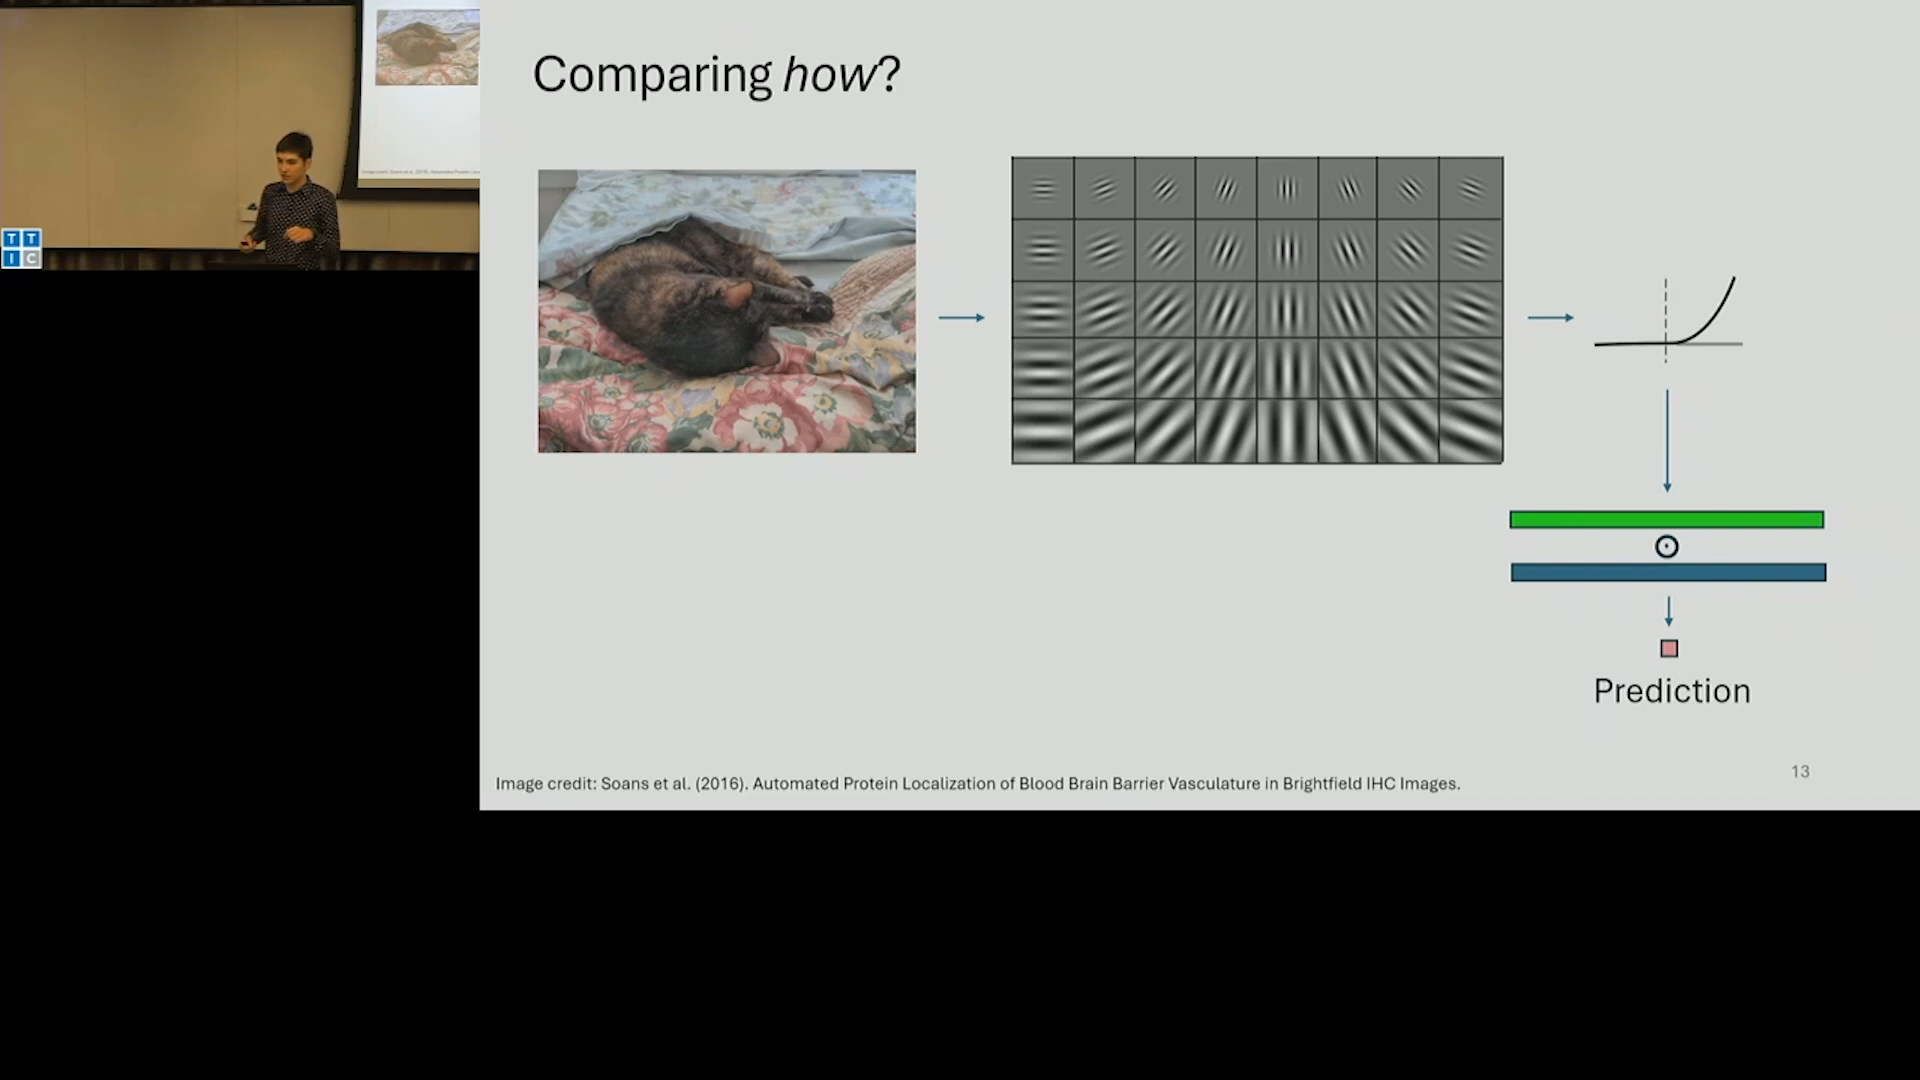 Comparing how?
T T
I C
Prediction
13
Image credit: Soans et al. (2016). Automated Protein Localization of Blood Brain Barrier Vasculature in Brightfield IHC Images.